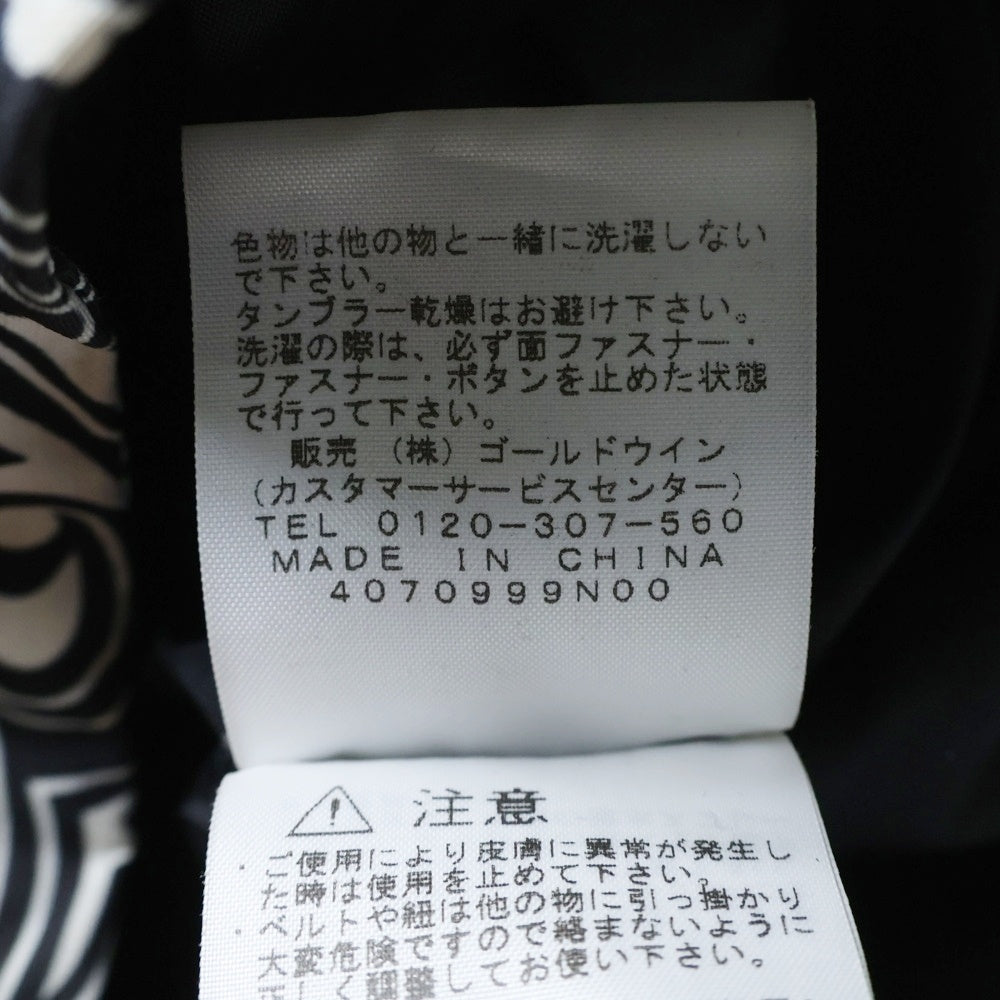 色物は他の物と一緒に洗濯しない
で下さい。
タンブラー乾燥はお避け下さい。
洗濯の際は、必ず面ファスナー・
ファスナー・ボタンを止めた状態
で行って下さい。
販売 (株) ゴールドウイン
(カスタマーサービスセンター)
TEL 0120-307-560
MADE IN CHINA
4070999N00
注意
ご使用により皮膚に異常が発生し
た時は使用を止めて下さい。
・ベルトや紐は他の物に引っ掛かり
大変危険ですので絡まないように
しく調整してお使い下さい。